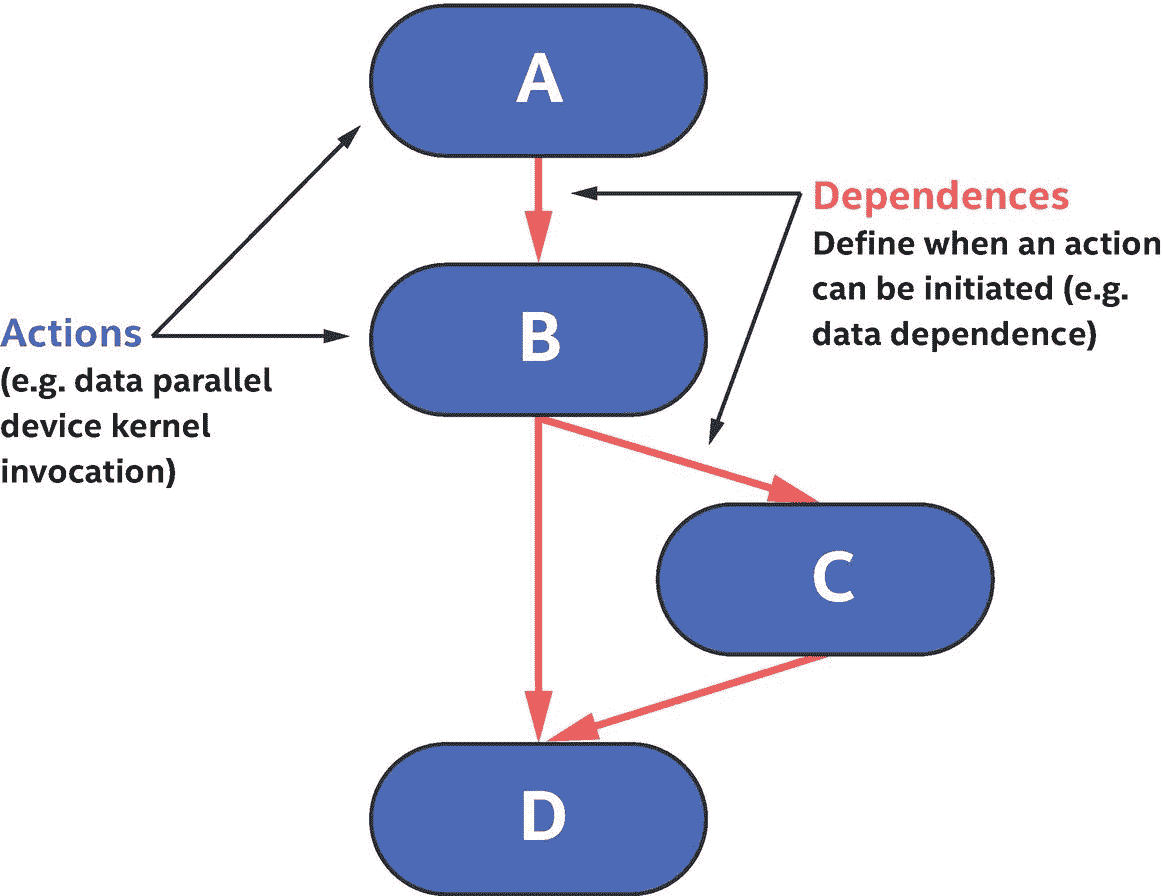 A
Dependences
Define when an action
can be initiated (e.g.
data dependence)
B
Actions
(e.g. data parallel
device kernel
invocation)
C
D